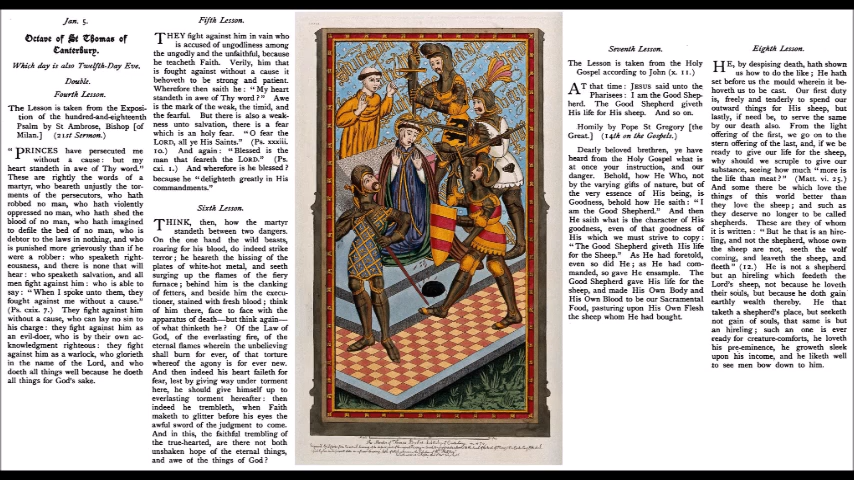 Jan. 5.
Octave of St Thomas of
Canterbury.
Which day is also Twelfth-Day Eve.
Double.
Fourth Lesson.
The Lesson is taken from the Exposi-
tion of the hundred-and-eighteenth
Psalm by St Ambrose, Bishop [of
Milan.] (21st Sermon.)
"PRINCES have persecuted me
without a cause: but my
heart standeth in awe of Thy word."
These are rightly the words of a
martyr, who beareth unjustly the tor-
ments of the persecutors, who hath
robbed no man, who hath violently
oppressed no man, who hath shed the
blood of no man, who hath imagined
to defile the bed of no man, who is
debtor to the laws in nothing, and who
is punished more grievously than if he
were a robber: who speaketh right-
eousness, and there is none that will
hear: who speaketh salvation, and all
men fight against him: who is able to
say: "When I spoke unto them, they
fought against me without a cause."
(Ps. cxix. 7.) They fight against him
without a cause, who can lay no sin to
his charge: they fight against him as
an evil-doer, who is by their own ac-
knowledgment righteous: they fight
against him as a warlock, who glorieth
in the name of the Lord, and who
doeth all things well because he doeth
all things for God's sake.
Fifth Lesson.
THEY fight against him in vain who
is accused of ungodliness among
the ungodly and the unfaithful, because
he teacheth Faith. Verily, him that
is fought against without a cause it
behoveth to be strong and patient.
Wherefore then saith he: "My heart
standeth in awe of Thy word"? Awe
is the mark of the weak, the timid, and
the fearful. But there is also a weak-
ness unto salvation, there is a fear
which is an holy fear. "O fear the
LORD, all ye His Saints." (Ps. xxxiii.
10.) And again: "Blessed is the
man that feareth the LORD." (Ps.
cxi. 1.) And wherefore is he blessed?
because he "delighteth greatly in His
commandments."
Sixth Lesson.
THINK, then, how the martyr
standeth between two dangers.
On the one hand the wild beasts,
roaring for his blood, do indeed strike
terror; he heareth the hissing of the
plates of white-hot metal, and seeth
surging up the flames of the fiery
furnace; behind him is the clanking
of fetters, and beside him the execu-
tioner, stained with fresh blood; think
of him there, face to face with the
apparatus of death—but think again—
of what thinketh he? Of the Law of
God, of the everlasting fire, of the
eternal flames wherein the unbelieving
shall burn for ever, of that torture
whereof the agony is for ever new.
And then indeed his heart faileth for
fear, lest by giving way under torment
here, he should give himself up to
everlasting torment hereafter: then
indeed he trembleth, when Faith
maketh to glitter before his eyes the
awful sword of the judgment to come.
And in this, the faithful trembling of
the true-hearted, are there not both
unshaken hope of the eternal things,
and awe of the things of God?
Seventh Lesson.
The Lesson is taken from the Holy
Gospel according to John (x. 11.)
AT that time: JESUS said unto the
Pharisees: I am the Good Shep-
herd. The Good Shepherd giveth
His life for His sheep. And so on.
Homily by Pope St Gregory [the
Great.] (14th on the Gospels.)
Dearly beloved brethren, ye have
heard from the Holy Gospel what is
at once your instruction, and our
danger. Behold, how He Who, not
by the varying gifts of nature, but of
the very essence of His being, is
Goodness, behold how He saith: "I
am the Good Shepherd." And then
He saith what is the character of His
goodness, even of that goodness of
His which we must strive to copy:
"The Good Shepherd giveth His life
for the Sheep." As He had foretold,
even so did He; as He had com-
manded, so gave He ensample. The
Good Shepherd gave His life for the
sheep, and made His Own Body and
His Own Blood to be our Sacramental
Food, pasturing upon His Own Flesh
the sheep whom He had bought.
Eighth Lesson.
HE, by despising death, hath shown
us how to do the like; He hath
set before us the mould wherein it be-
hoveth us to be cast. Our first duty
is, freely and tenderly to spend our
outward things for His sheep, but
lastly, if need be, to serve the same
by our death also. From the light
offering of the first, we go on to the
stern offering of the last, and, if we be
ready to give our life for the sheep,
why should we scruple to give our
substance, seeing how much "more is
the life than meat?" (Matt. vi. 25.)
And some there be which love the
things of this world better than
they love the sheep; and such as
they deserve no longer to be called
shepherds. These are they of whom
it is written: "But he that is an hire-
ling, and not the shepherd, whose own
the sheep are not, seeth the wolf
coming, and leaveth the sheep, and
fleeth" (12.) He is not a shepherd
but an hireling which feedeth the
Lord's sheep, not because he loveth
their souls, but because he doth gain
earthly wealth thereby. He that
taketh a shepherd's place, but seeketh
not gain of souls, that same is but
an hireling; such an one is ever
ready for creature-comforts, he loveth
his pre-eminence, he groweth sleek
upon his income, and he liketh well
to see men bow down to him.